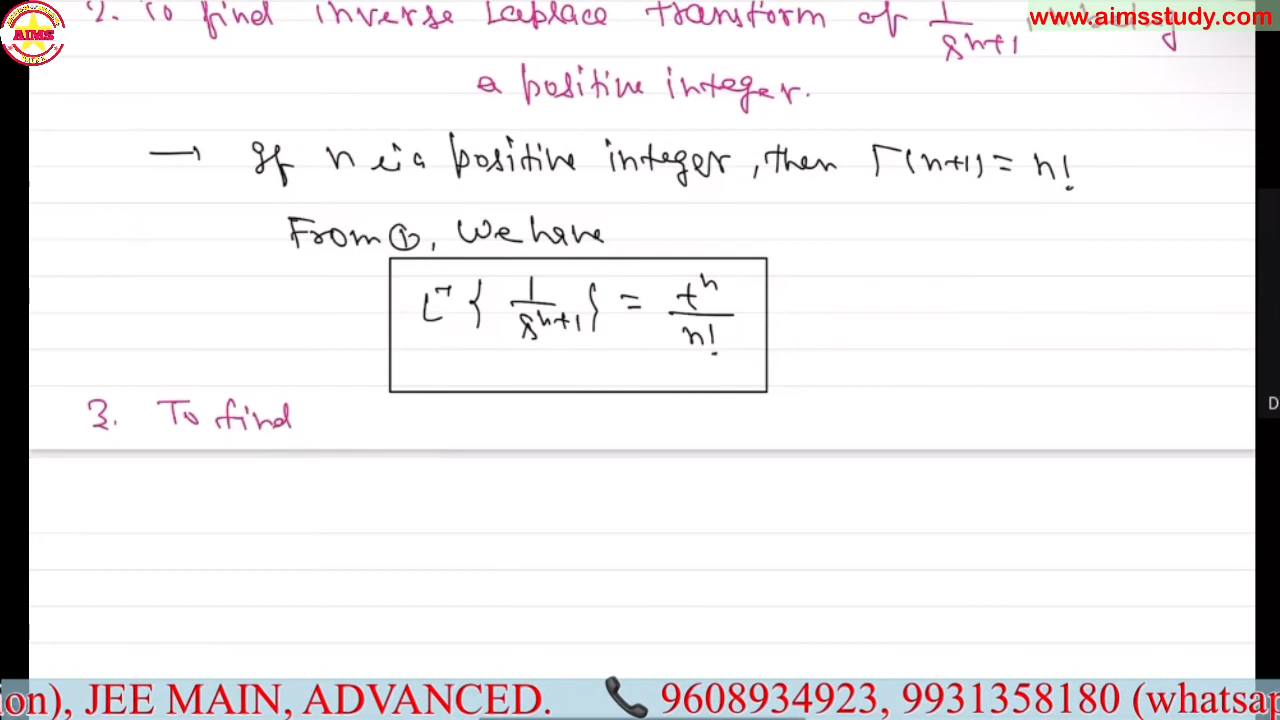 2. To find inverse Laplace transform of 1/s^{n+1},
www.aimsstudy.com
AIMS
a positive integer.
→ If n is a positive integer, then Γ(n+1) = n!
From ①, we have
L⁻¹ { 1/s^{n+1} } = t^n/n!
3. To find
D
ion), JEE MAIN, ADVANCED. 9608934923, 9931358180 (whatsap